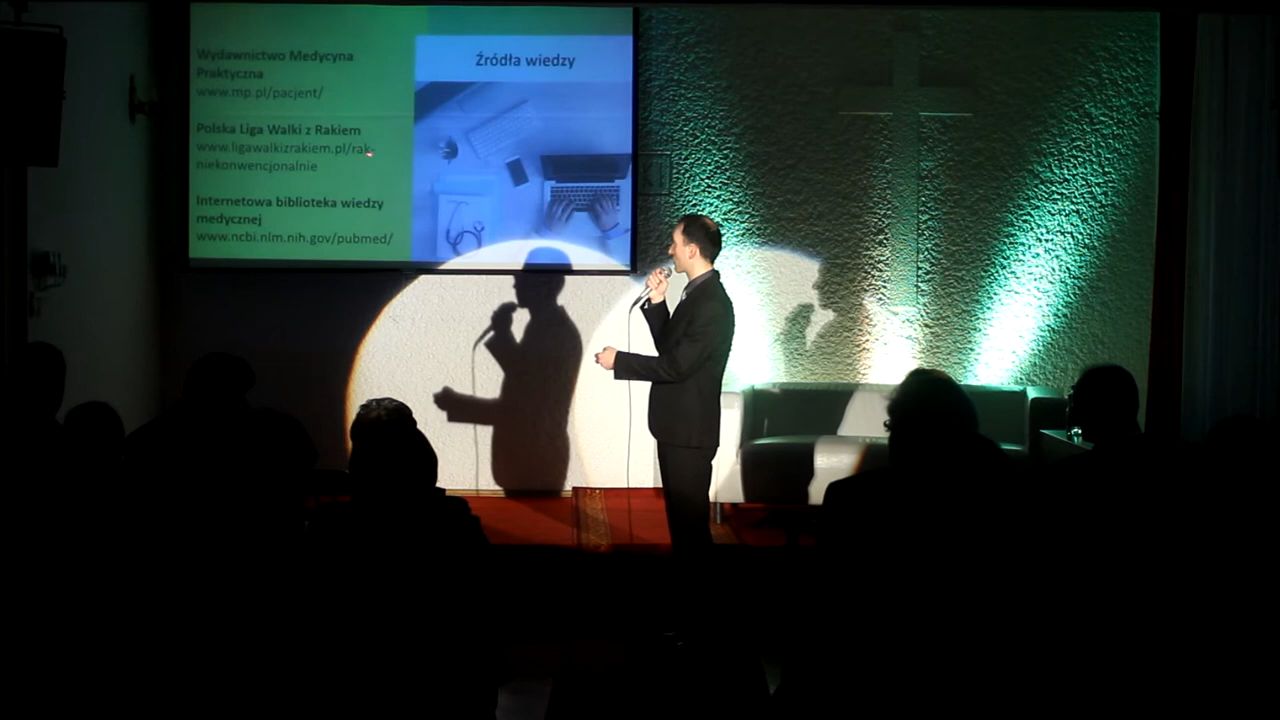 Wydawnictwo Medycyna
Praktyczna
www.mp.pl/pacjent/
Polska Liga Walki z Rakiem
www.ligawalkizrakiem.pl/rak-
niekonwencjonalnie
Internetowa biblioteka wiedzy
medycznej
www.ncbi.nlm.nih.gov/pubmed/
Źródła wiedzy